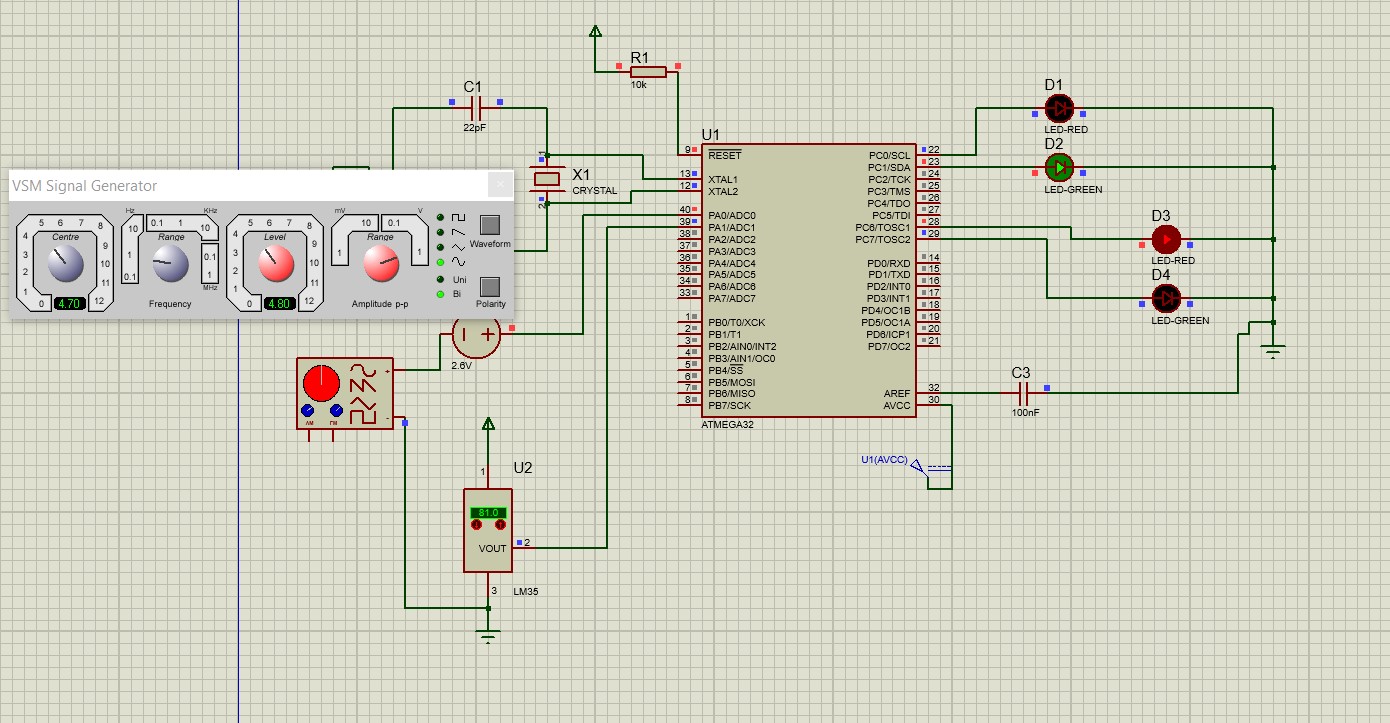 R1
10k
C1
22pF
X1
CRYSTAL
1
2
VSM Signal Generator
5 6 7
4 8
3 9
2 10
1 11
0 12
Centre
4.70
Hz KHz
0.1 1
10 10
1 0.1
0.1 1
MHz
Range
Frequency
5 6 7
4 8
3 9
2 10
1 11
0 12
Level
4.80
mV V
10 0.1
1 1
Range
Amplitude p-p
Waveform
Uni
Bi
Polarity
2.6V
AM FM
+
-
U2
1
81.0
VOUT 2
3
LM35
U1
9 RESET
13 XTAL1
12 XTAL2
40 PA0/ADC0
39 PA1/ADC1
38 PA2/ADC2
37 PA3/ADC3
36 PA4/ADC4
35 PA5/ADC5
34 PA6/ADC6
33 PA7/ADC7
1 PB0/T0/XCK
2 PB1/T1
3 PB2/AIN0/INT2
4 PB3/AIN1/OC0
5 PB4/SS
6 PB5/MOSI
7 PB6/MISO
8 PB7/SCK
PC0/SCL 22
PC1/SDA 23
PC2/TCK 24
PC3/TMS 25
PC4/TDO 26
PC5/TDI 27
PC6/TOSC1 28
PC7/TOSC2 29
PD0/RXD 14
PD1/TXD 15
PD2/INT0 16
PD3/INT1 17
PD4/OC1B 18
PD5/OC1A 19
PD6/ICP1 20
PD7/OC2 21
AREF 32
AVCC 30
ATMEGA32
U1(AVCC)
D1
LED-RED
D2
LED-GREEN
D3
LED-RED
D4
LED-GREEN
C3
100nF